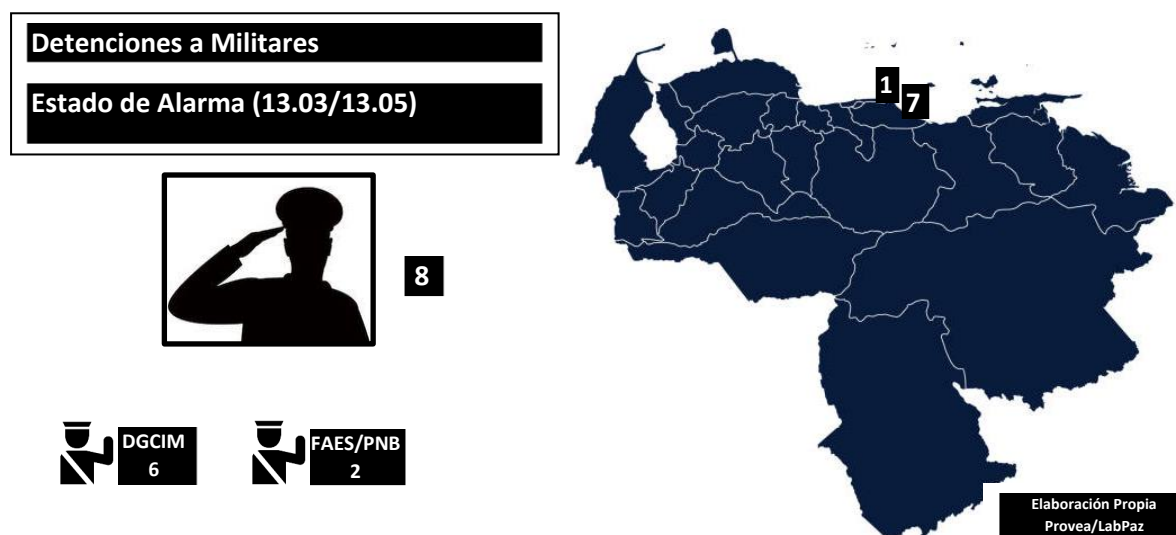 Detenciones a Militares
Estado de Alarma (13.03/13.05)
8
DGCIM
6
FAES/PNB
2
1
7
Elaboración Propia
Provea/LabPaz